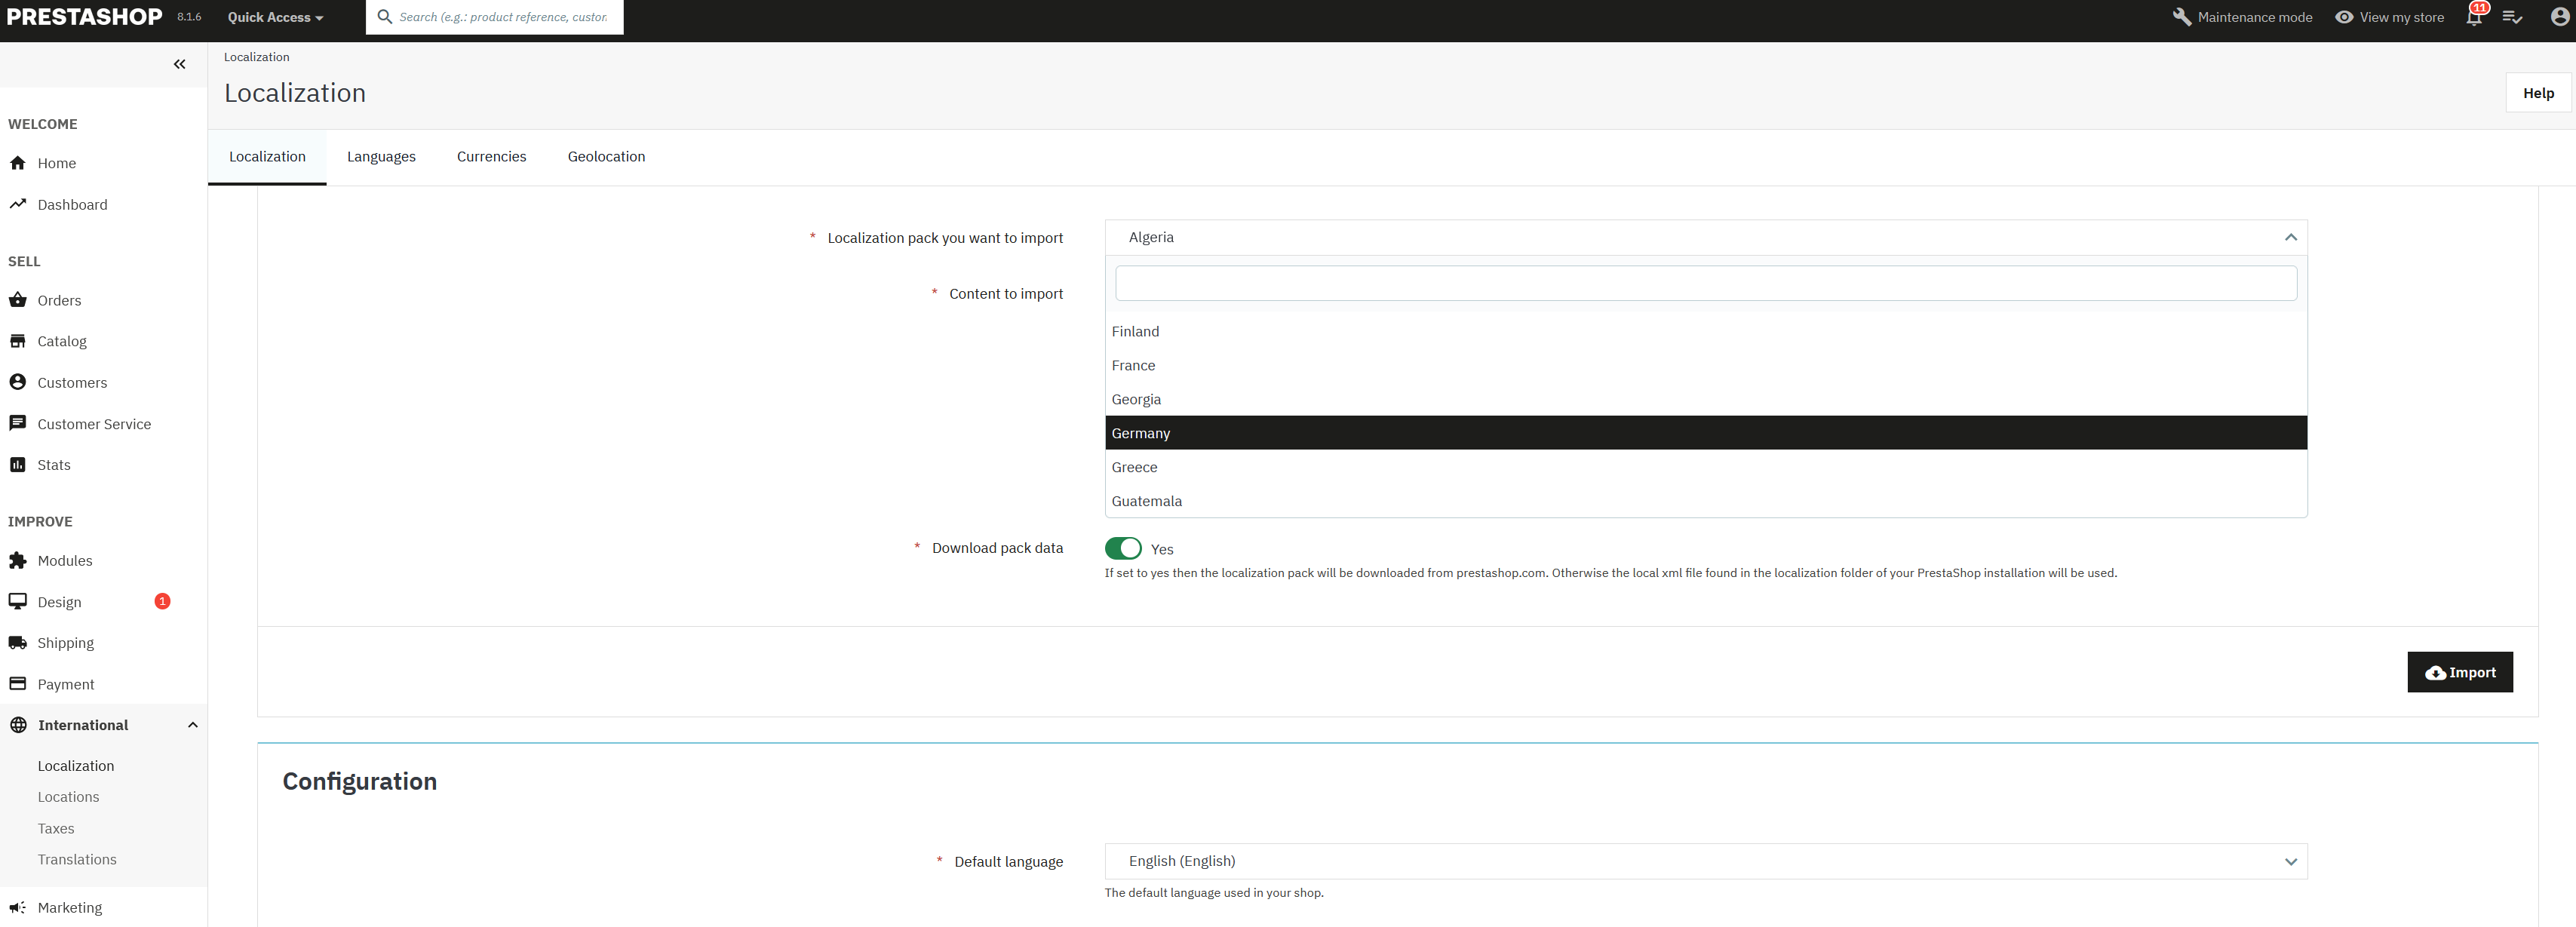 PRESTASHOP 8.1.6 Quick Access Search (e.g.: product reference, custor Maintenance mode View my store 11
Localization
Localization
Help
Localization Languages Currencies Geolocation
WELCOME
Home
Dashboard
SELL
Orders
Catalog
Customers
Customer Service
Stats
IMPROVE
Modules
Design 1
Shipping
Payment
International
Localization
Locations
Taxes
Translations
Marketing
* Localization pack you want to import Algeria
* Content to import
Finland
France
Georgia
Germany
Greece
Guatemala
* Download pack data Yes
If set to yes then the localization pack will be downloaded from prestashop.com. Otherwise the local xml file found in the localization folder of your PrestaShop installation will be used.
Import
Configuration
* Default language English (English)
The default language used in your shop.